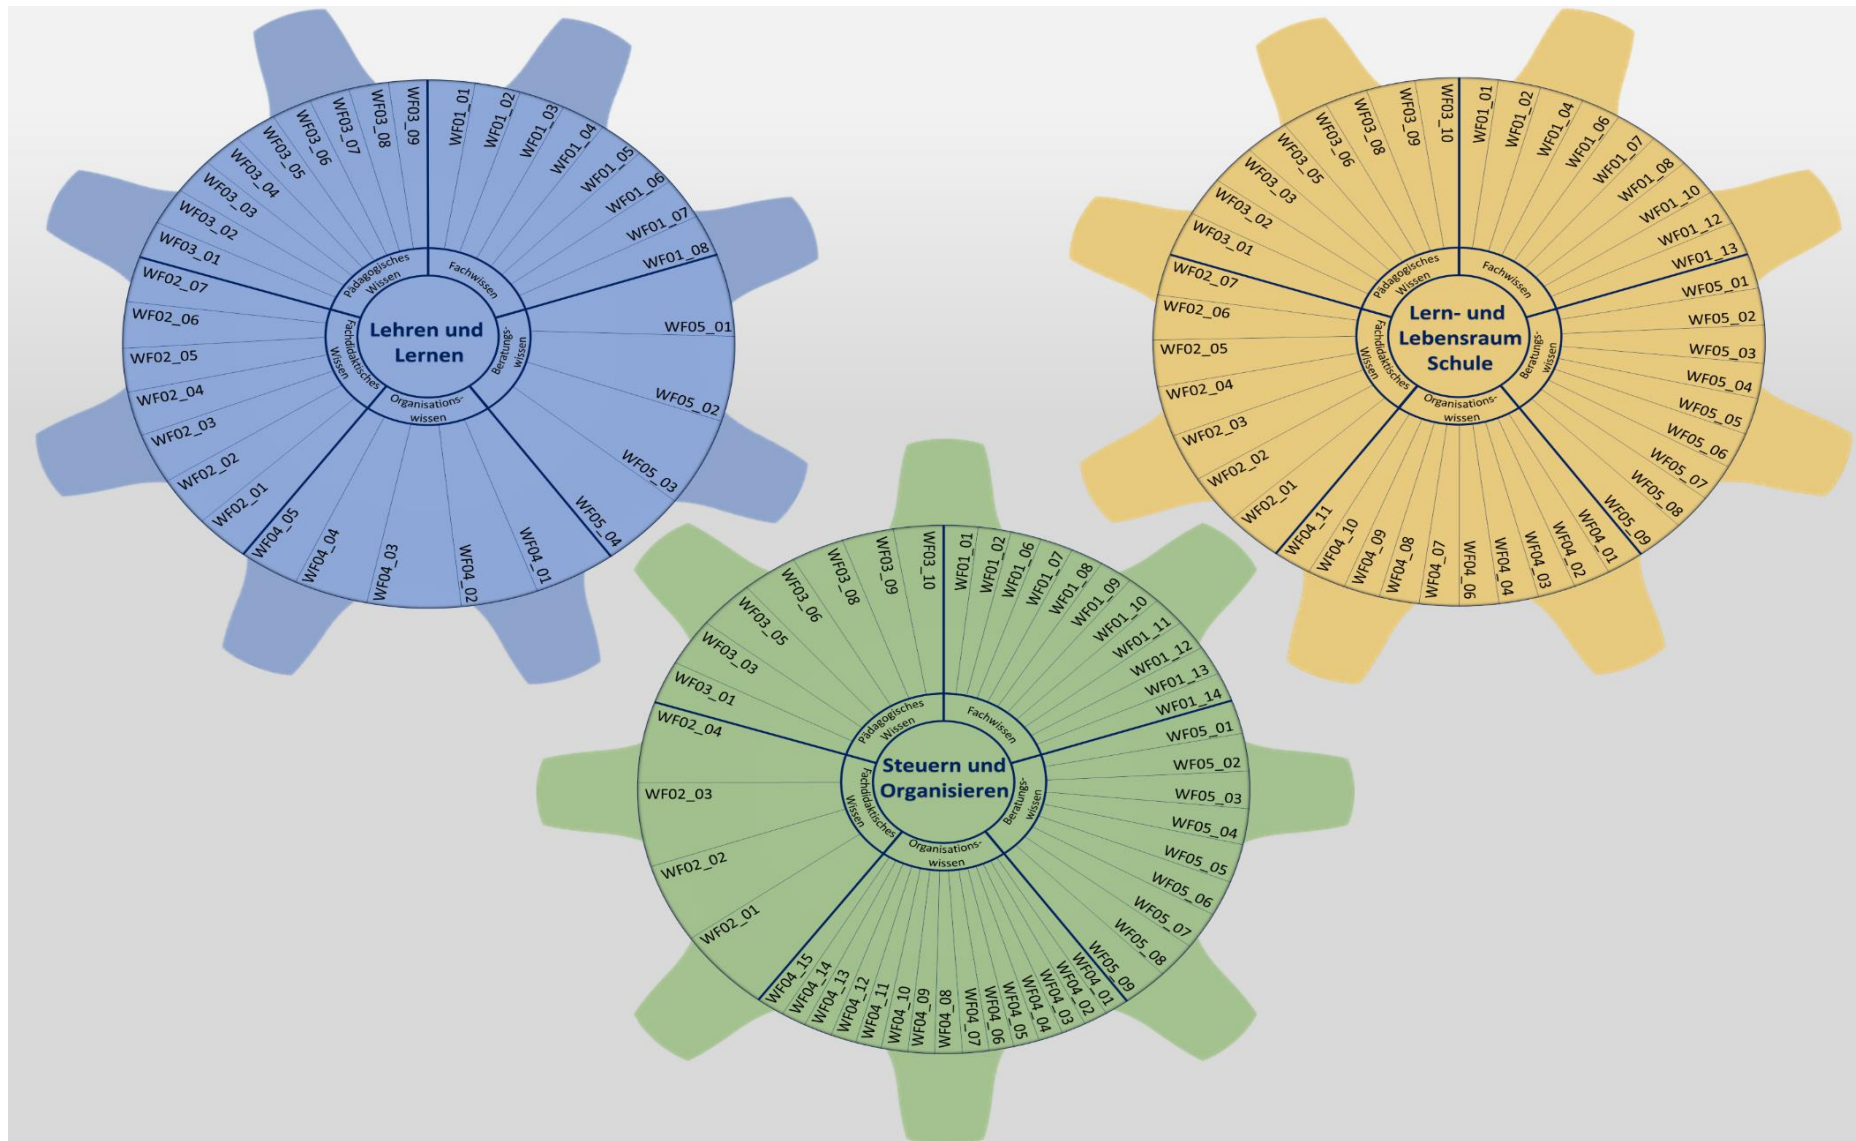 WF01_01
WF01_02
WF01_03
WF01_04
WF01_05
WF01_06
WF01_07
WF01_08
WF05_01
WF05_02
WF05_03
WF05_04
WF04_01
WF04_02
WF04_03
WF04_04
WF04_05
WF02_01
WF02_02
WF02_03
WF02_04
WF02_05
WF02_06
WF02_07
WF03_01
WF03_02
WF03_03
WF03_04
WF03_05
WF03_06
WF03_07
WF03_08
WF03_09
Pädagogisches
Wissen
Fachwissen
Beratungs-
wissen
Organisations-
wissen
Fachdidaktisches
Wissen
Lehren und
Lernen
WF01_01
WF01_02
WF01_04
WF01_06
WF01_07
WF01_08
WF01_10
WF01_12
WF01_13
WF05_01
WF05_02
WF05_03
WF05_04
WF05_05
WF05_06
WF05_07
WF05_08
WF05_09
WF04_01
WF04_02
WF04_03
WF04_04
WF04_06
WF04_07
WF04_08
WF04_09
WF04_10
WF04_11
WF02_01
WF02_02
WF02_03
WF02_04
WF02_05
WF02_06
WF02_07
WF03_01
WF03_02
WF03_03
WF03_05
WF03_06
WF03_08
WF03_09
WF03_10
Pädagogisches
Wissen
Fachwissen
Beratungs-
wissen
Organisations-
wissen
Fachdidaktisches
Wissen
Lern- und
Lebensraum
Schule
WF01_01
WF01_02
WF01_06
WF01_07
WF01_08
WF01_09
WF01_10
WF01_11
WF01_12
WF01_13
WF01_14
WF05_01
WF05_02
WF05_03
WF05_04
WF05_05
WF05_06
WF05_07
WF05_08
WF05_09
WF04_01
WF04_02
WF04_03
WF04_04
WF04_05
WF04_06
WF04_07
WF04_08
WF04_09
WF04_10
WF04_11
WF04_12
WF04_13
WF04_14
WF04_15
WF02_01
WF02_02
WF02_03
WF02_04
WF03_01
WF03_03
WF03_05
WF03_06
WF03_08
WF03_09
WF03_10
Pädagogisches
Wissen
Fachwissen
Beratungs-
wissen
Organisations-
wissen
Fachdidaktisches
Wissen
Steuern und
Organisieren